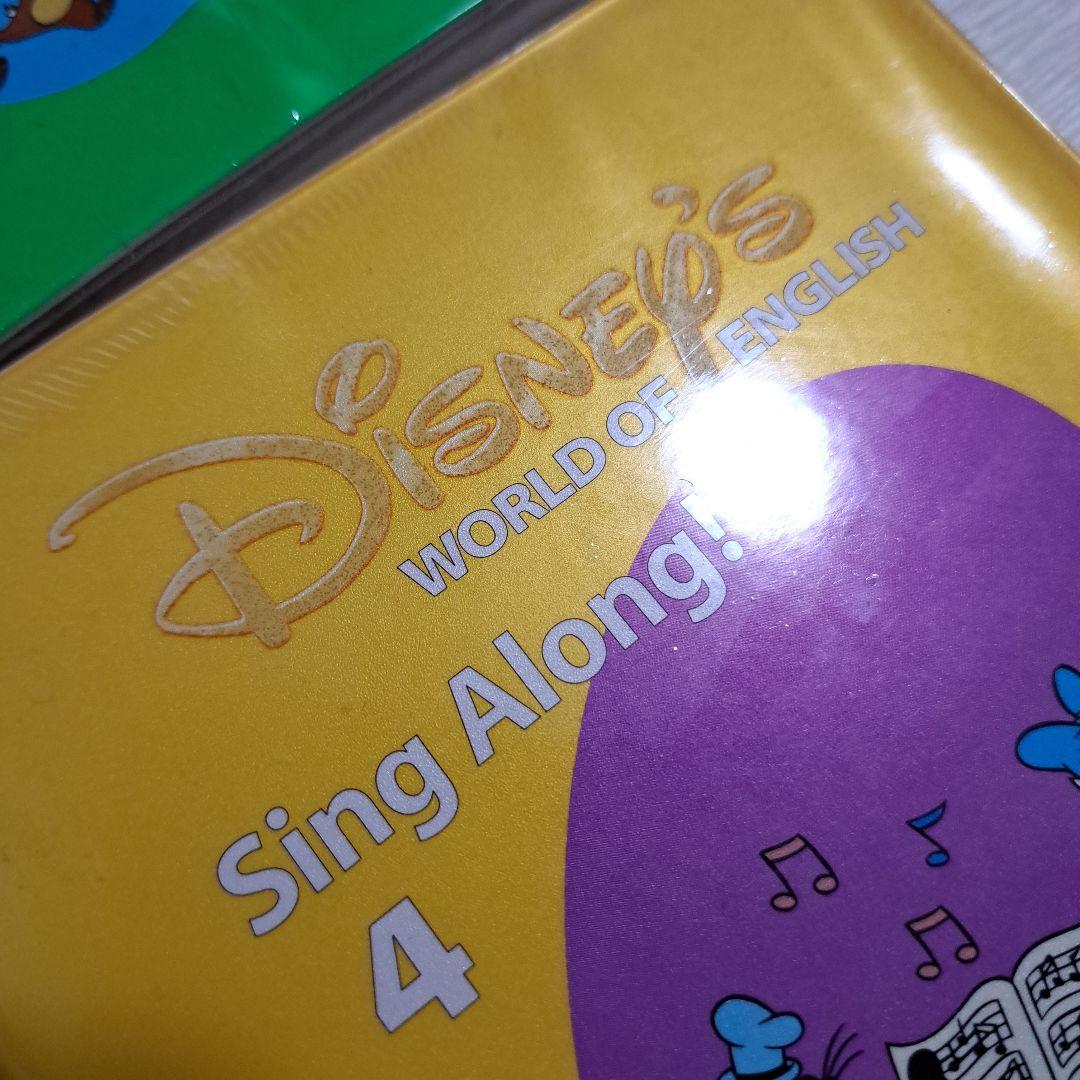 Disney's
WORLD OF ENGLISH
Sing Along!
4